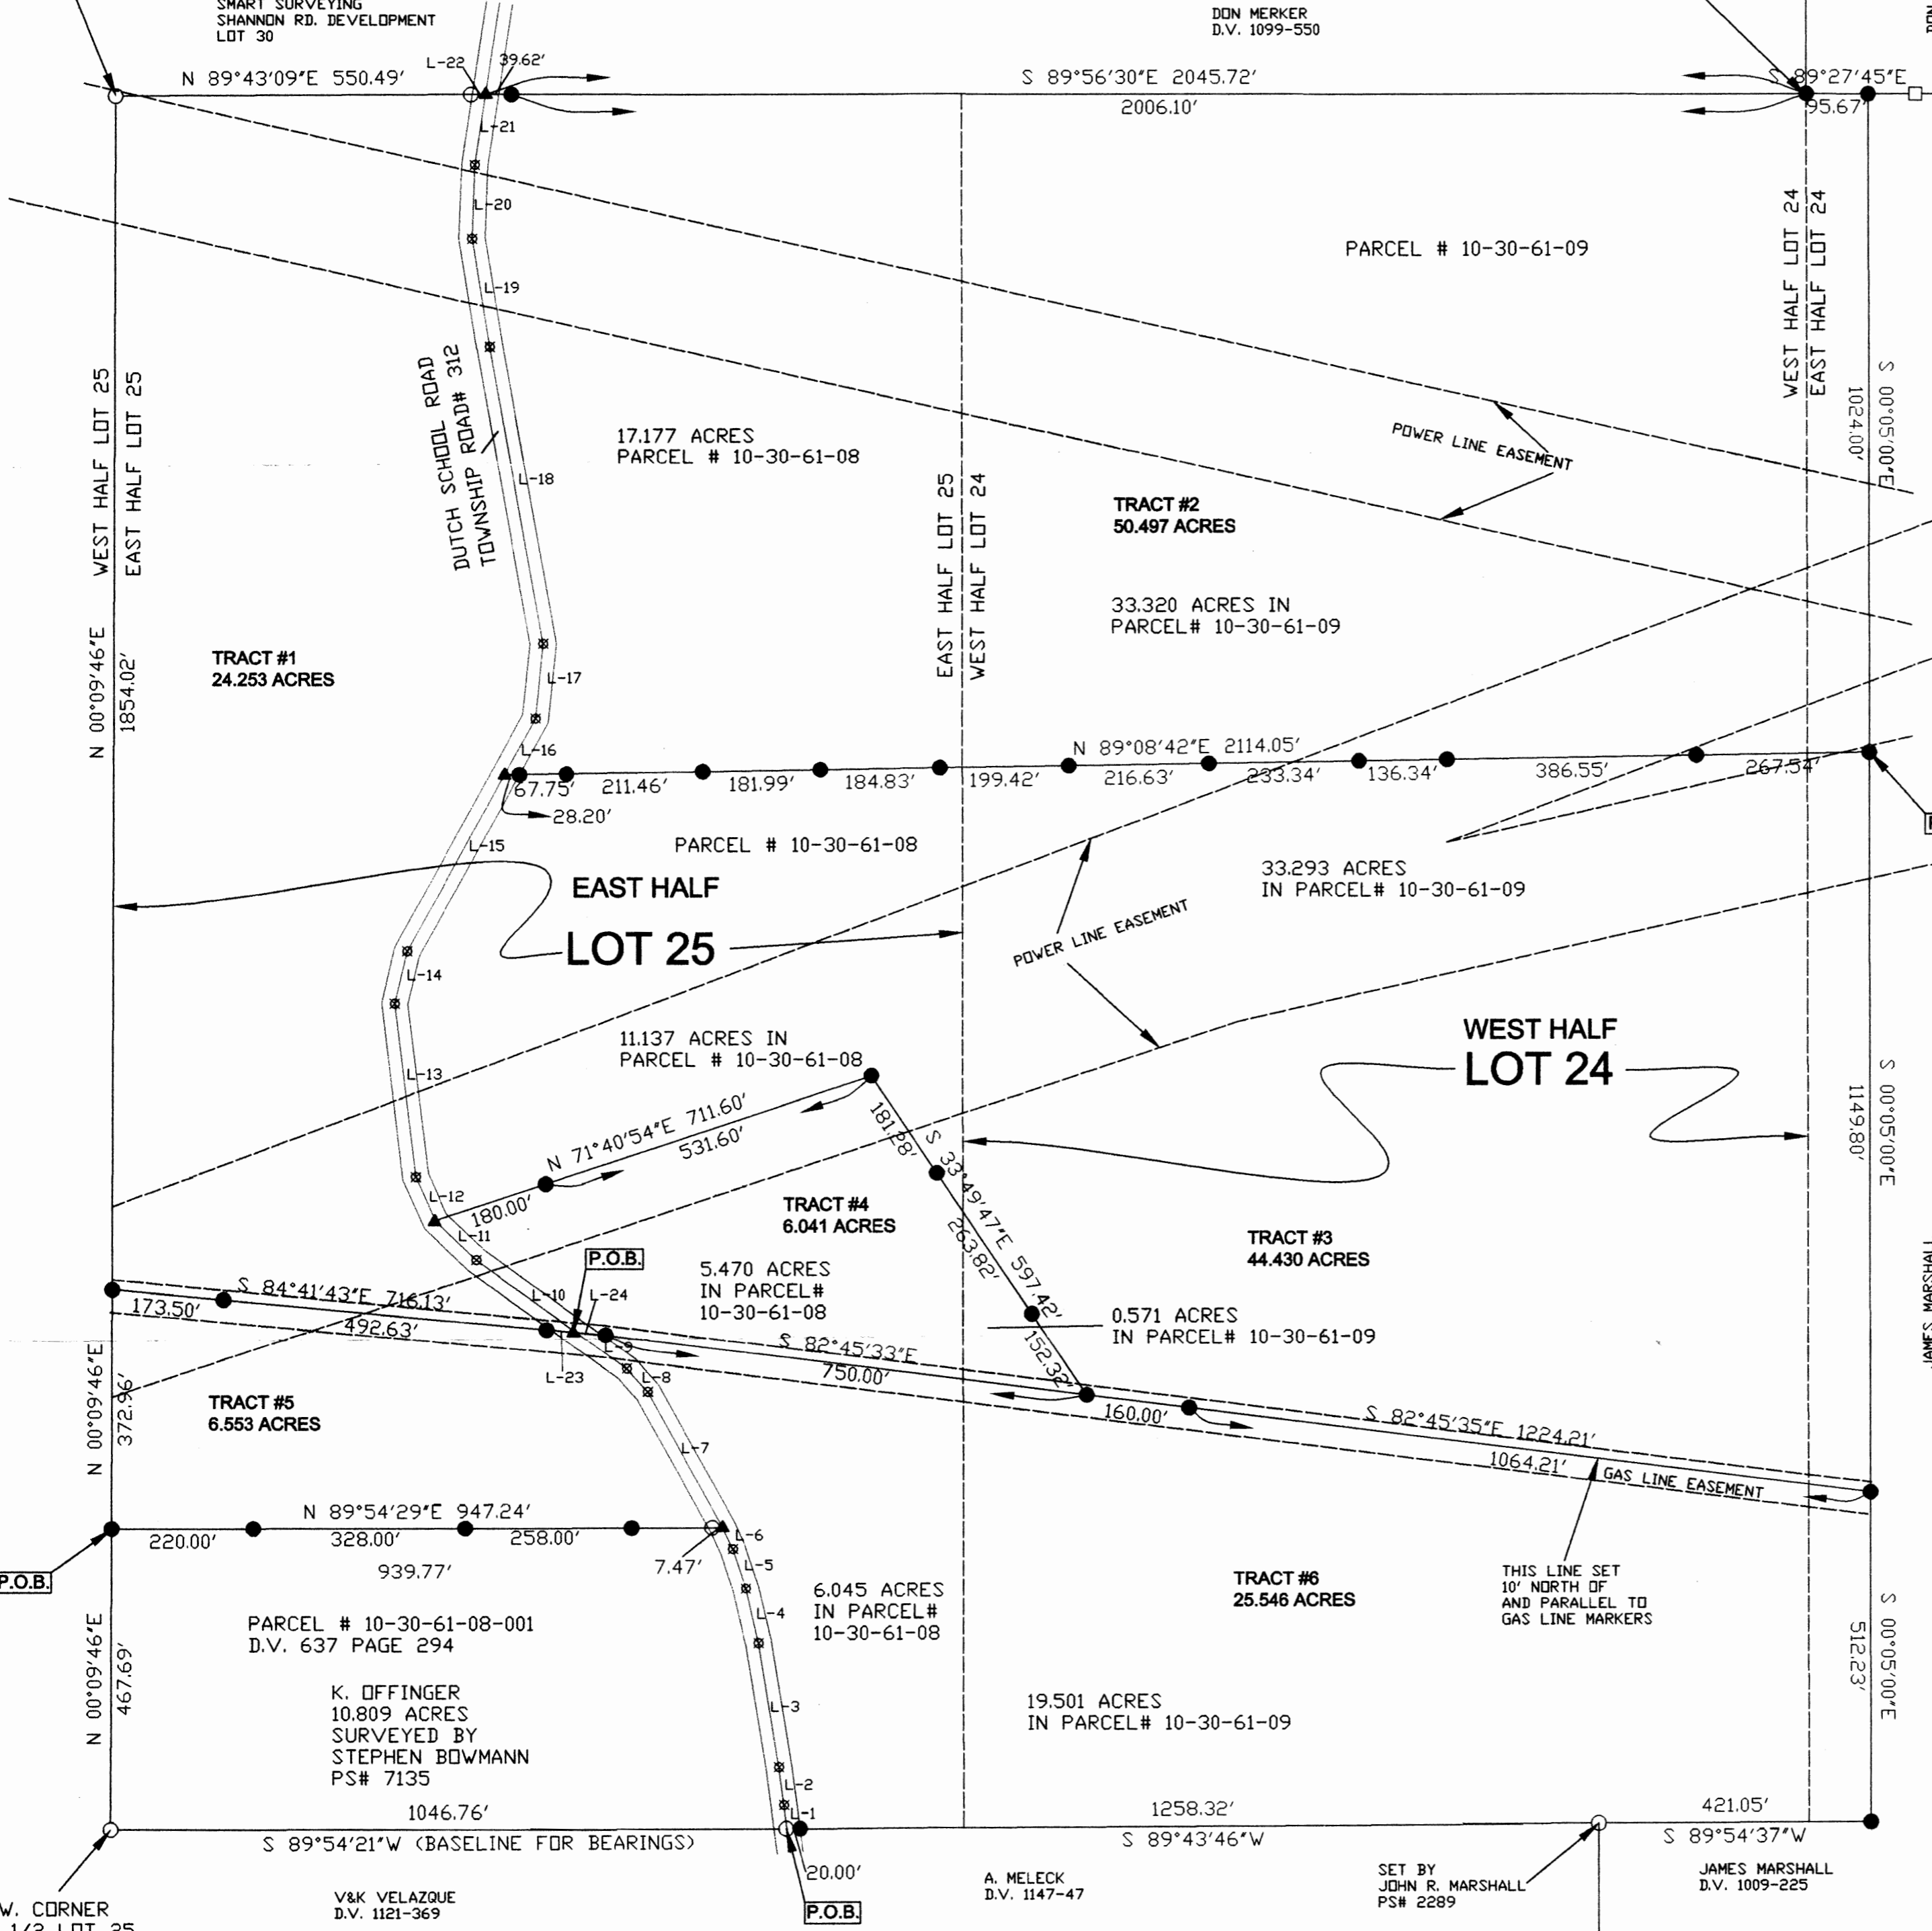 SMART SURVEYING
SHANNON RD. DEVELOPMENT
LOT 30
DON MERKER
D.V. 1099-550
N 89°43'09"E 550.49'
L-22
39.62'
S 89°56'30"E 2045.72'
2006.10'
S 89°27'45"E
95.67'
L-21
L-20
L-19
L-18
L-17
L-16
L-15
L-14
L-13
L-12
L-11
L-10
L-24
L-9
L-23
L-8
L-7
L-6
L-5
L-4
L-3
L-2
L-1
PARCEL # 10-30-61-09
WEST HALF LOT 24
EAST HALF LOT 24
S 00°05'00"E
1024.00'
WEST HALF LOT 25
EAST HALF LOT 25
DUTCH SCHOOL ROAD
TOWNSHIP ROAD# 312
17.177 ACRES
PARCEL # 10-30-61-08
POWER LINE EASEMENT
EAST HALF LOT 25
WEST HALF LOT 24
TRACT #2
50.497 ACRES
33.320 ACRES IN
PARCEL# 10-30-61-09
N 00°09'46"E
1854.02'
TRACT #1
24.253 ACRES
N 89°08'42"E 2114.05'
67.75'
211.46'
181.99'
184.83'
199.42'
216.63'
233.34'
136.34'
386.55'
267.54'
28.20'
PARCEL # 10-30-61-08
EAST HALF
LOT 25
33.293 ACRES
IN PARCEL# 10-30-61-09
POWER LINE EASEMENT
11.137 ACRES IN
PARCEL # 10-30-61-08
WEST HALF
LOT 24
S 00°05'00"E
1149.80'
N 71°40'54"E 711.60'
531.60'
180.00'
181.28'
S 33°49'47"E 597.42'
263.82'
152.32'
TRACT #4
6.041 ACRES
TRACT #3
44.430 ACRES
P.O.B.
5.470 ACRES
IN PARCEL#
10-30-61-08
0.571 ACRES
IN PARCEL# 10-30-61-09
JAMES MARSHALL
S 84°41'43"E 716.13'
173.50'
492.63'
S 82°45'33"E
750.00'
160.00'
S 82°45'35"E 1224.21'
1064.21'
GAS LINE EASEMENT
N 00°09'46"E
372.96'
TRACT #5
6.553 ACRES
N 89°54'29"E 947.24'
220.00'
328.00'
258.00'
939.77'
7.47'
P.O.B.
6.045 ACRES
IN PARCEL#
10-30-61-08
TRACT #6
25.546 ACRES
THIS LINE SET
10' NORTH OF
AND PARALLEL TO
GAS LINE MARKERS
S 00°05'00"E
512.23'
N 00°09'46"E
467.69'
PARCEL # 10-30-61-08-001
D.V. 637 PAGE 294
K. OFFINGER
10.809 ACRES
SURVEYED BY
STEPHEN BOWMANN
PS# 7135
19.501 ACRES
IN PARCEL# 10-30-61-09
1046.76'
S 89°54'21"W (BASELINE FOR BEARINGS)
20.00'
P.O.B.
1258.32'
S 89°43'46"W
421.05'
S 89°54'37"W
W. CORNER
1/2 LOT 25
V&K VELAZQUE
D.V. 1121-369
A. MELECK
D.V. 1147-47
SET BY
JOHN R. MARSHALL
PS# 2289
JAMES MARSHALL
D.V. 1009-225